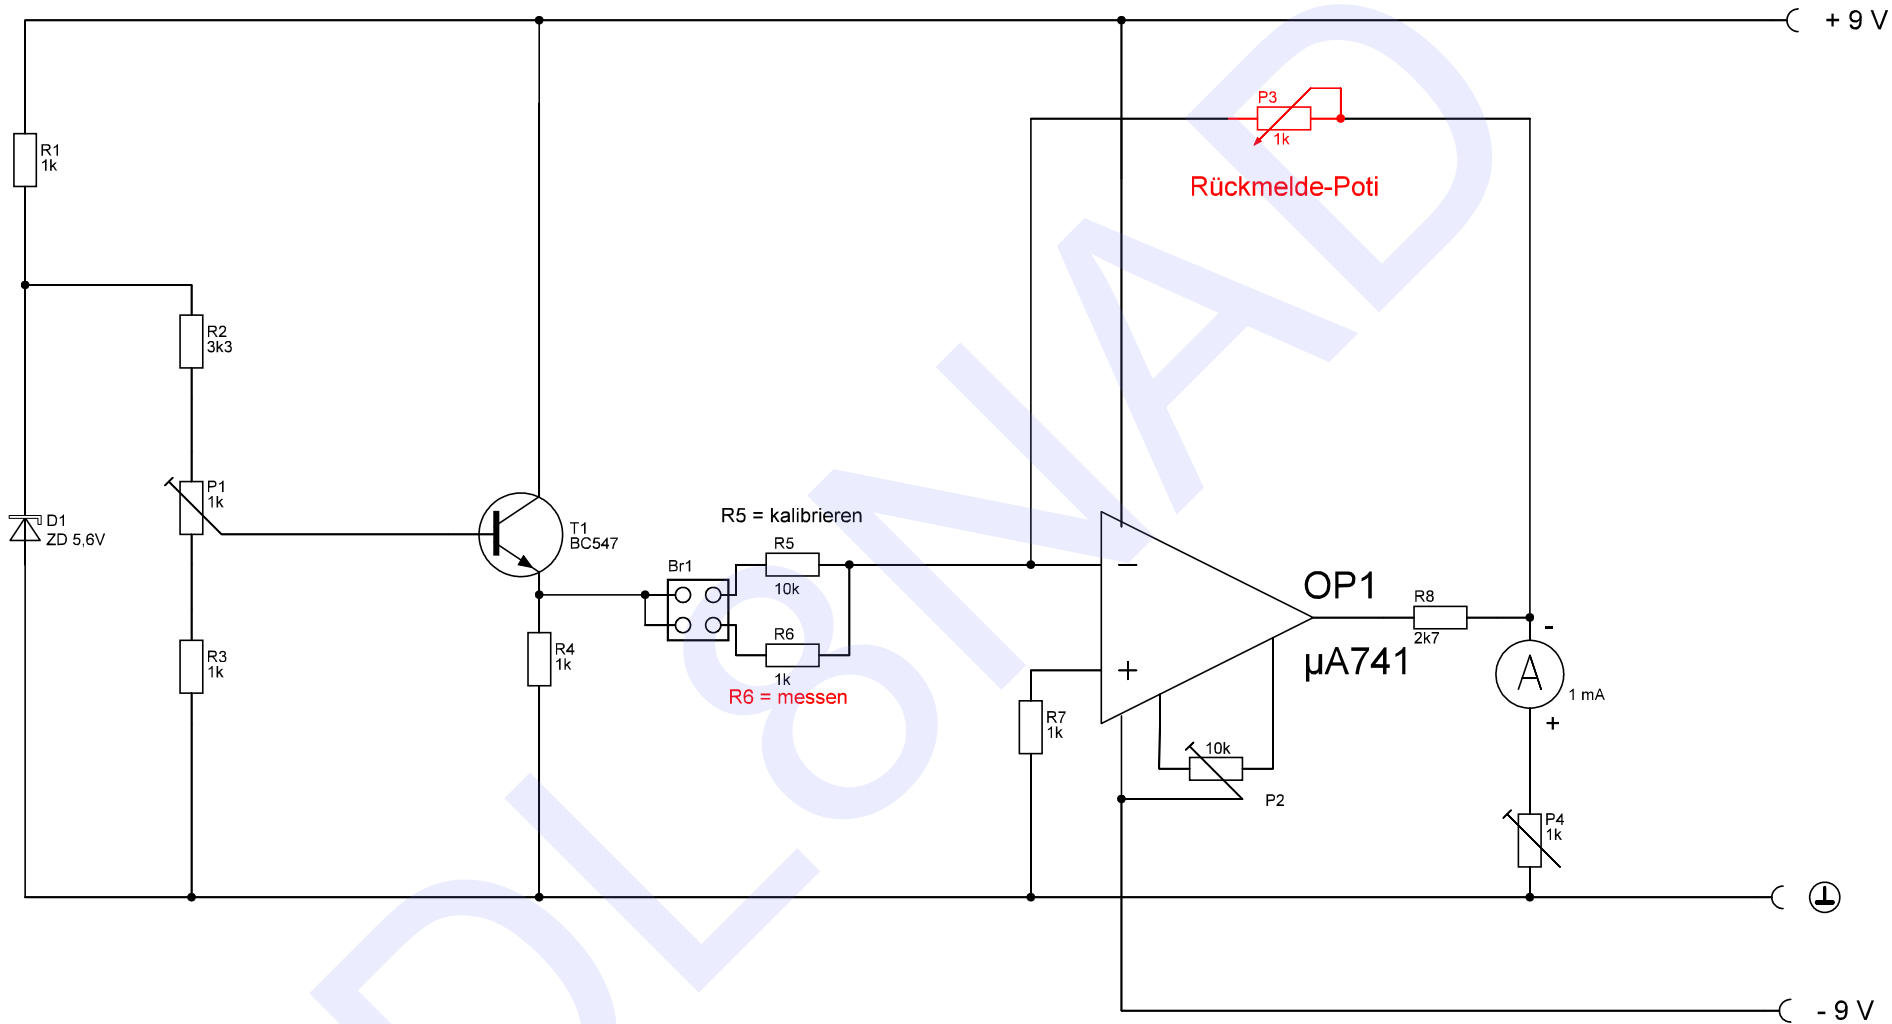 + 9 V
P3
1k
Rückmelde-Poti
R1
1k
R2
3k3
P1
1k
D1
ZD 5,6V
T1
BC547
R5 = kalibrieren
R5
10k
Br1
R6
1k
R6 = messen
R4
1k
R3
1k
-
+
OP1
µA741
R8
2k7
-
A
1 mA
+
R7
1k
10k
P2
P4
1k
- 9 V
DL8NAD